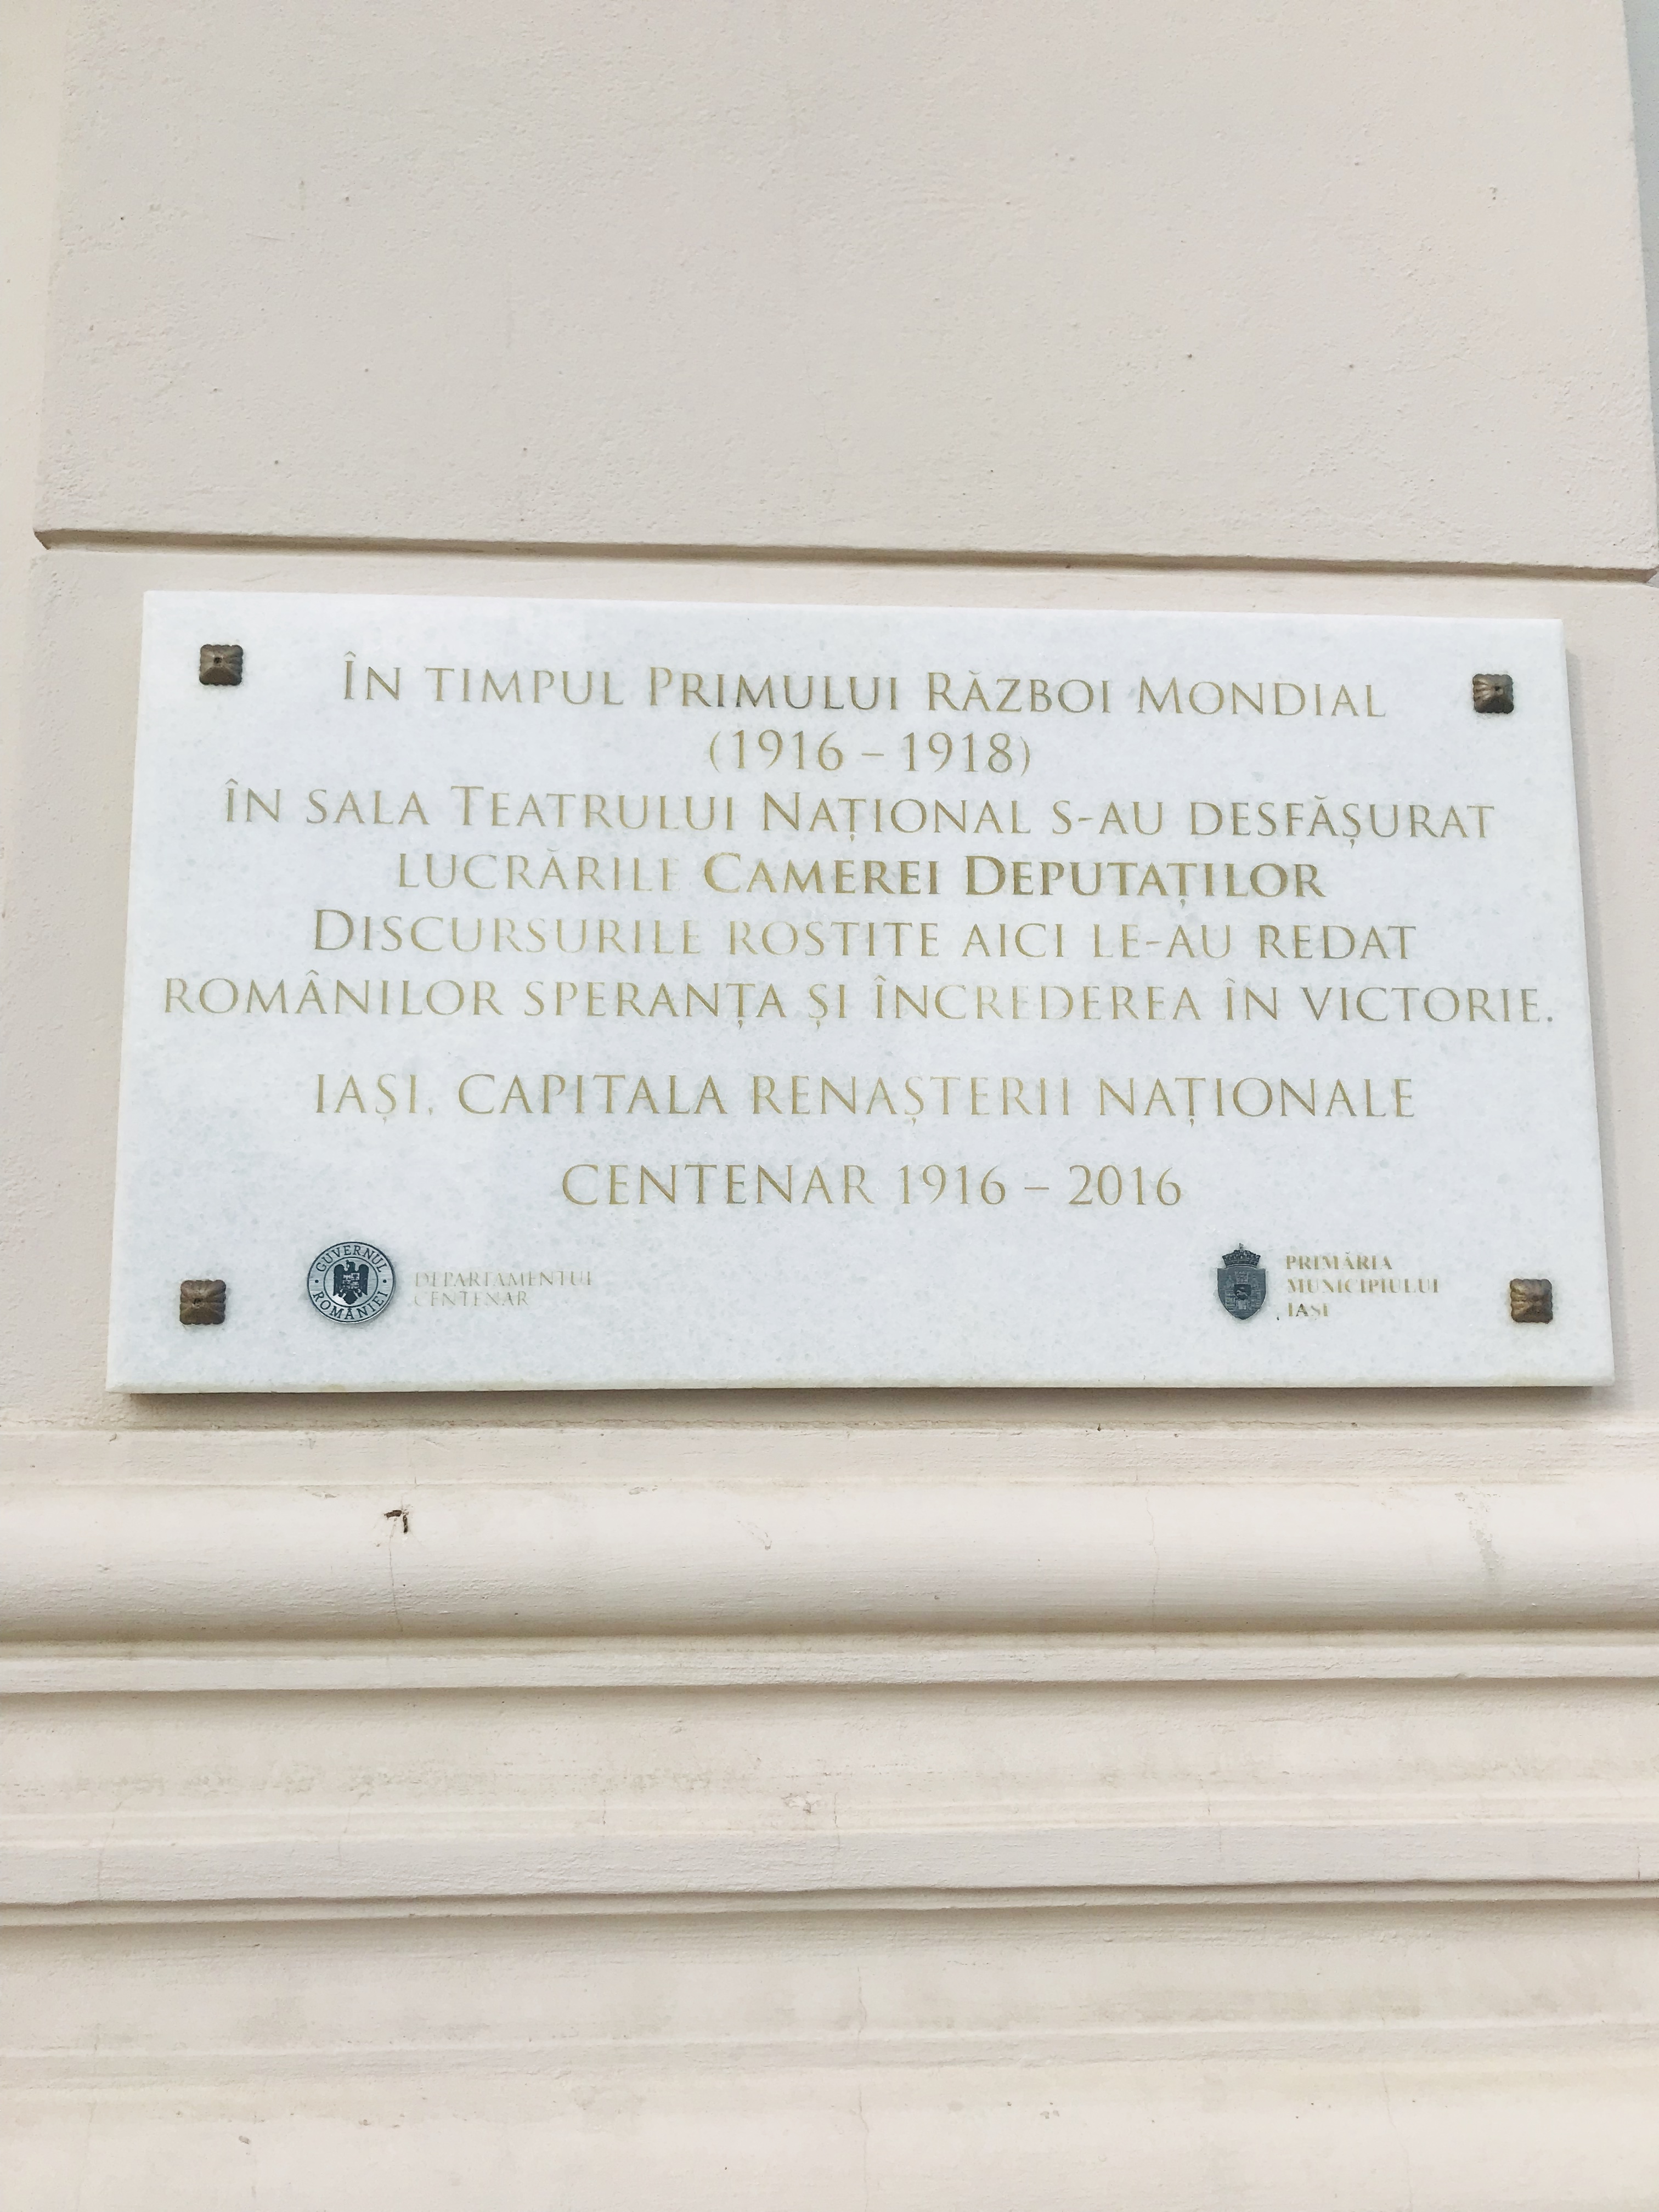 În timpul Primului Război Mondial
(1916 – 1918)
în sala Teatrului Național s-au desfășurat
lucrările Camerei Deputaților
Discursurile rostite aici le-au redat
românilor speranța și încrederea în victorie.
IAȘI, CAPITALA RENAȘTERII NAȚIONALE
CENTENAR 1916 – 2016
GUVERNUL ROMÂNIEI
DEPARTAMENTUL
CENTENAR
PRIMĂRIA
MUNICIPIULUI
IAȘI